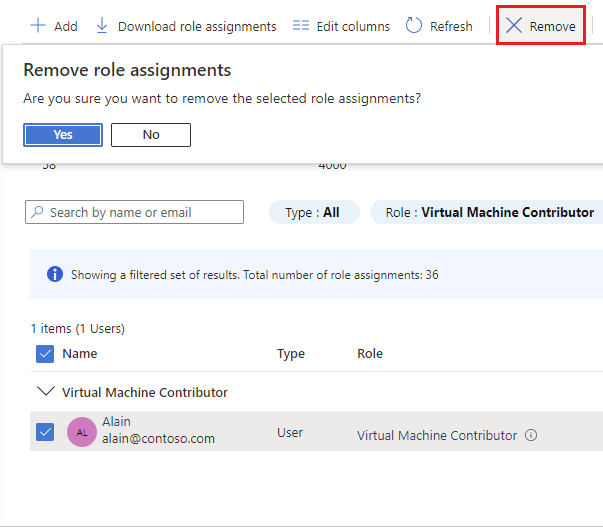 Add Download role assignments Edit columns Refresh Remove
Remove role assignments
Are you sure you want to remove the selected role assignments?
Yes No
38 4000
Search by name or email Type : All Role : Virtual Machine Contributor
Showing a filtered set of results. Total number of role assignments: 36
1 items (1 Users)
Name Type Role
Virtual Machine Contributor
AL Alain
alain@contoso.com User Virtual Machine Contributor